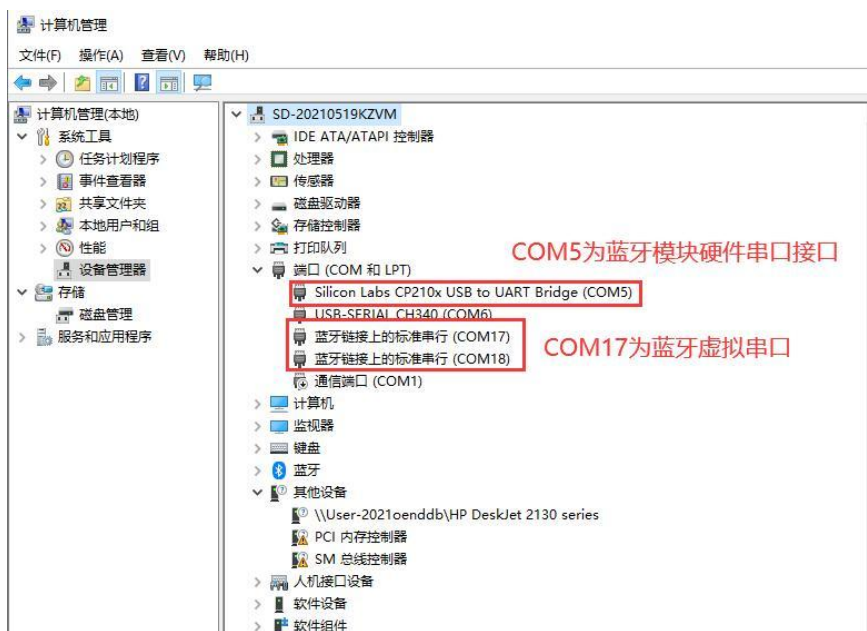 计算机管理
文件(F) 操作(A) 查看(V) 帮助(H)
计算机管理(本地)
系统工具
任务计划程序
事件查看器
共享文件夹
本地用户和组
性能
设备管理器
存储
磁盘管理
服务和应用程序
SD-20210519KZVM
IDE ATA/ATAPI 控制器
处理器
传感器
磁盘驱动器
存储控制器
打印队列
端口 (COM 和 LPT)
COM5为蓝牙模块硬件串口接口
Silicon Labs CP210x USB to UART Bridge (COM5)
USB-SERIAL CH340 (COM6)
蓝牙链接上的标准串行 (COM17)
蓝牙链接上的标准串行 (COM18)
COM17为蓝牙虚拟串口
通信端口 (COM1)
计算机
监视器
键盘
蓝牙
其他设备
\\User-2021oenddb\HP DeskJet 2130 series
PCI 内存控制器
SM 总线控制器
人机接口设备
软件设备
软件组件